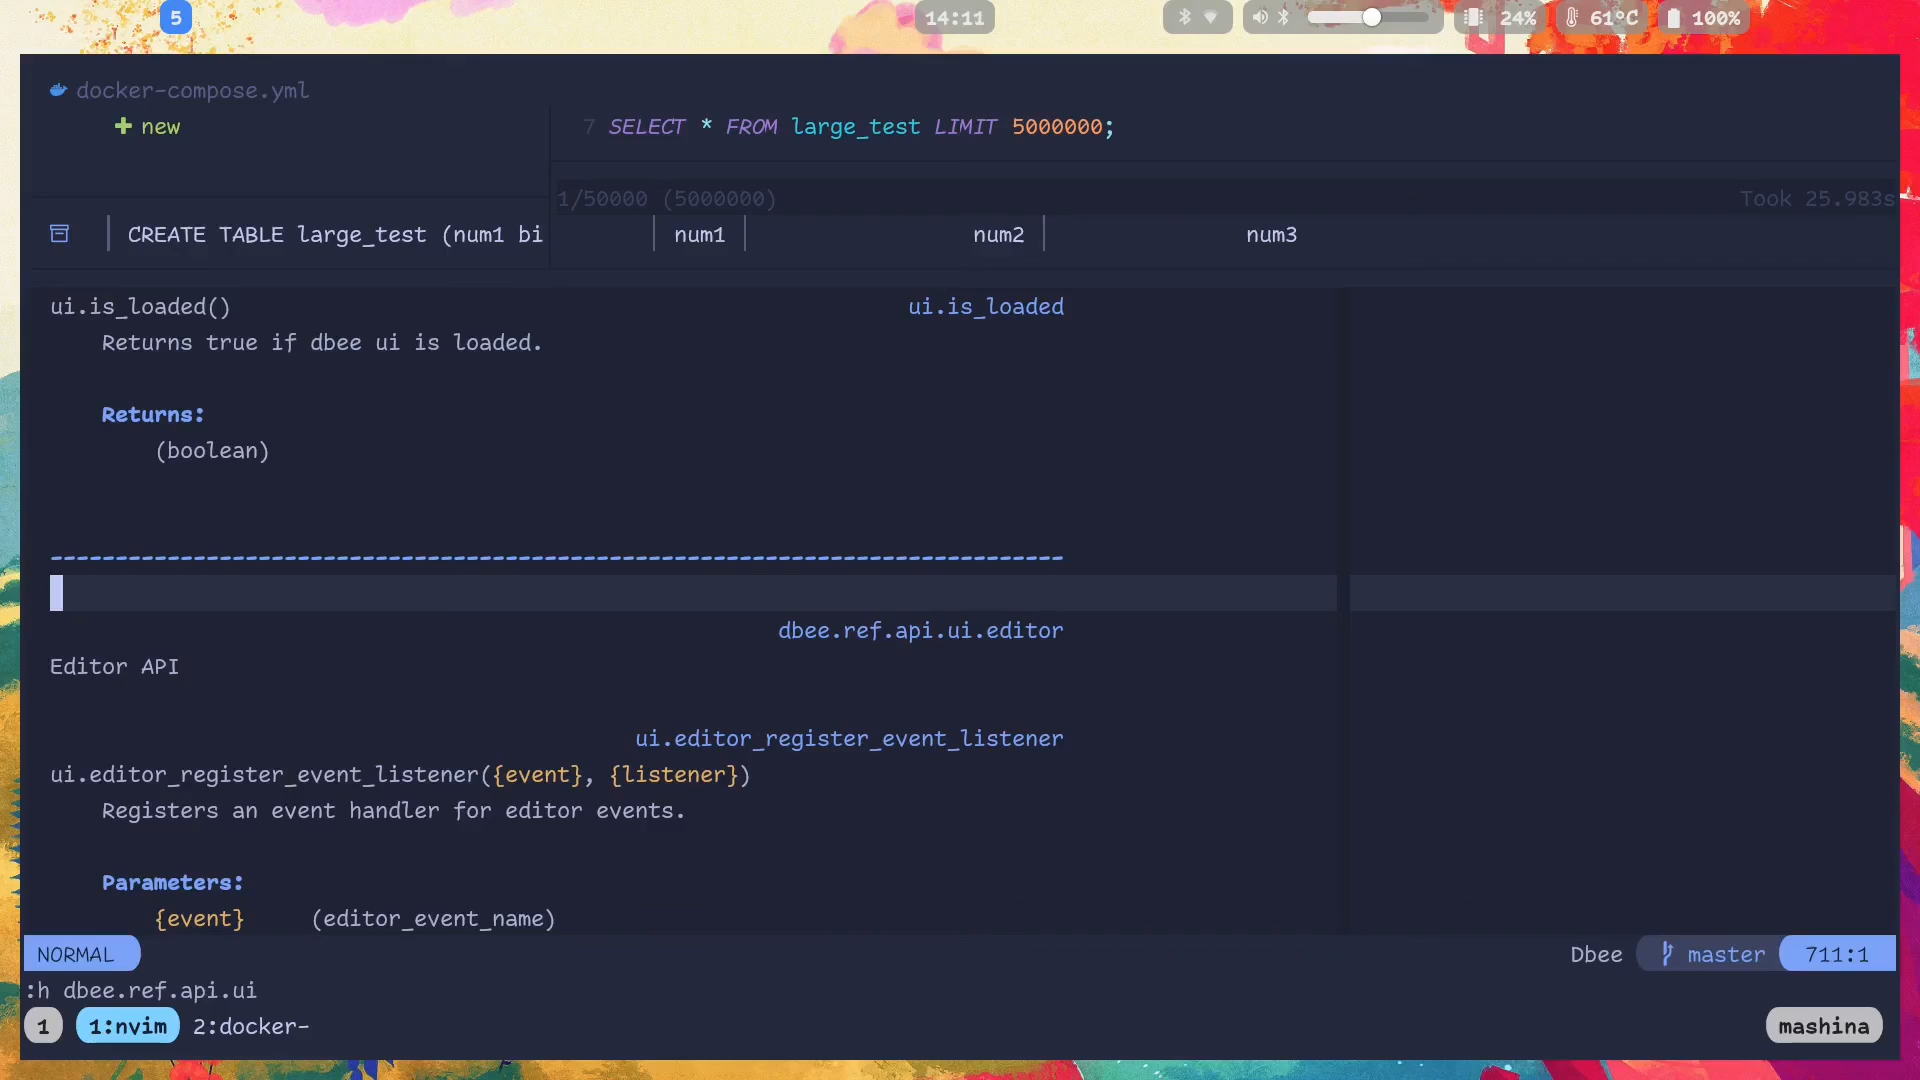 5 14:11 24% 61°C 100%
docker-compose.yml
+ new
7 SELECT * FROM large_test LIMIT 5000000;
1/50000 (5000000) Took 25.983s
CREATE TABLE large_test (num1 bi num1 num2 num3
ui.is_loaded() ui.is_loaded
Returns true if dbee ui is loaded.
Returns:
(boolean)
------------------------------------------------------------------------------
dbee.ref.api.ui.editor
Editor API
ui.editor_register_event_listener
ui.editor_register_event_listener({event}, {listener})
Registers an event handler for editor events.
Parameters:
{event} (editor_event_name)
NORMAL Dbee master 711:1
:h dbee.ref.api.ui
1 1:nvim 2:docker- mashina